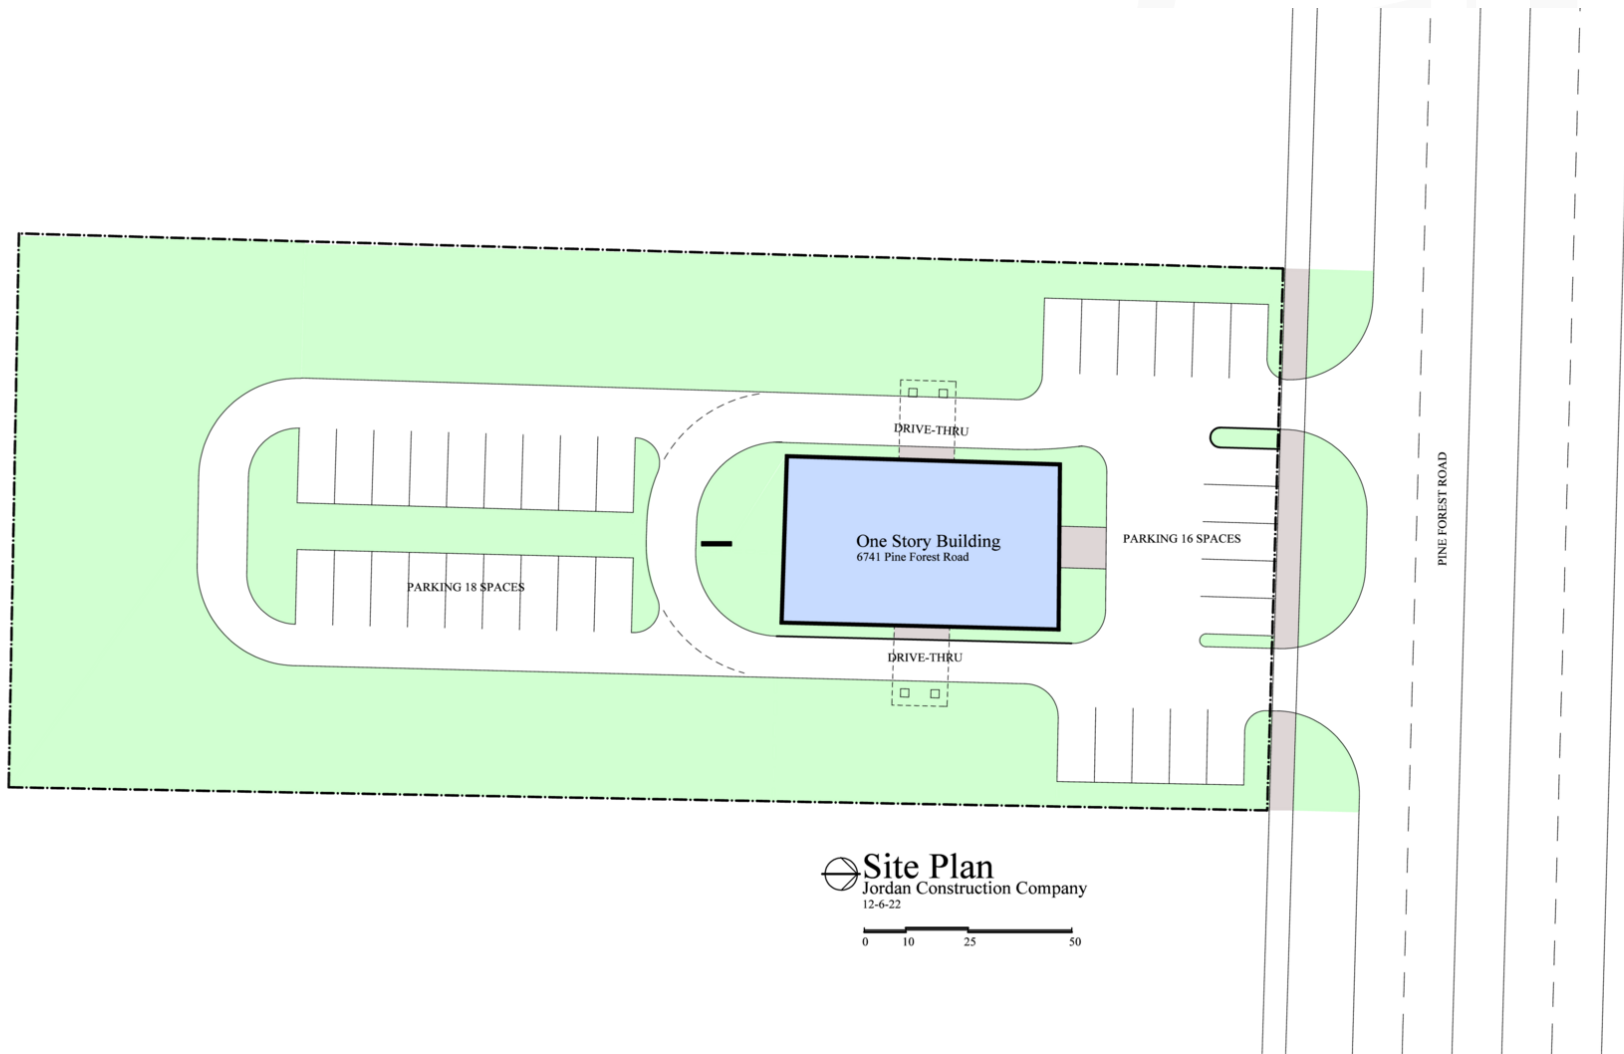 DRIVE-THRU
PINE FOREST ROAD
One Story Building
6741 Pine Forest Road
PARKING 16 SPACES
PARKING 18 SPACES
DRIVE-THRU
Site Plan
Jordan Construction Company
12-6-22
0 10 25 50